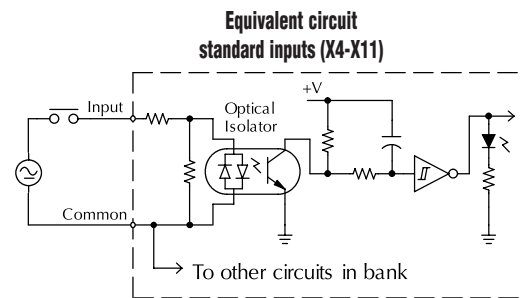 Equivalent circuit
standard inputs (X4-X11)
+V
Input
Optical
Isolator
Common
To other circuits in bank